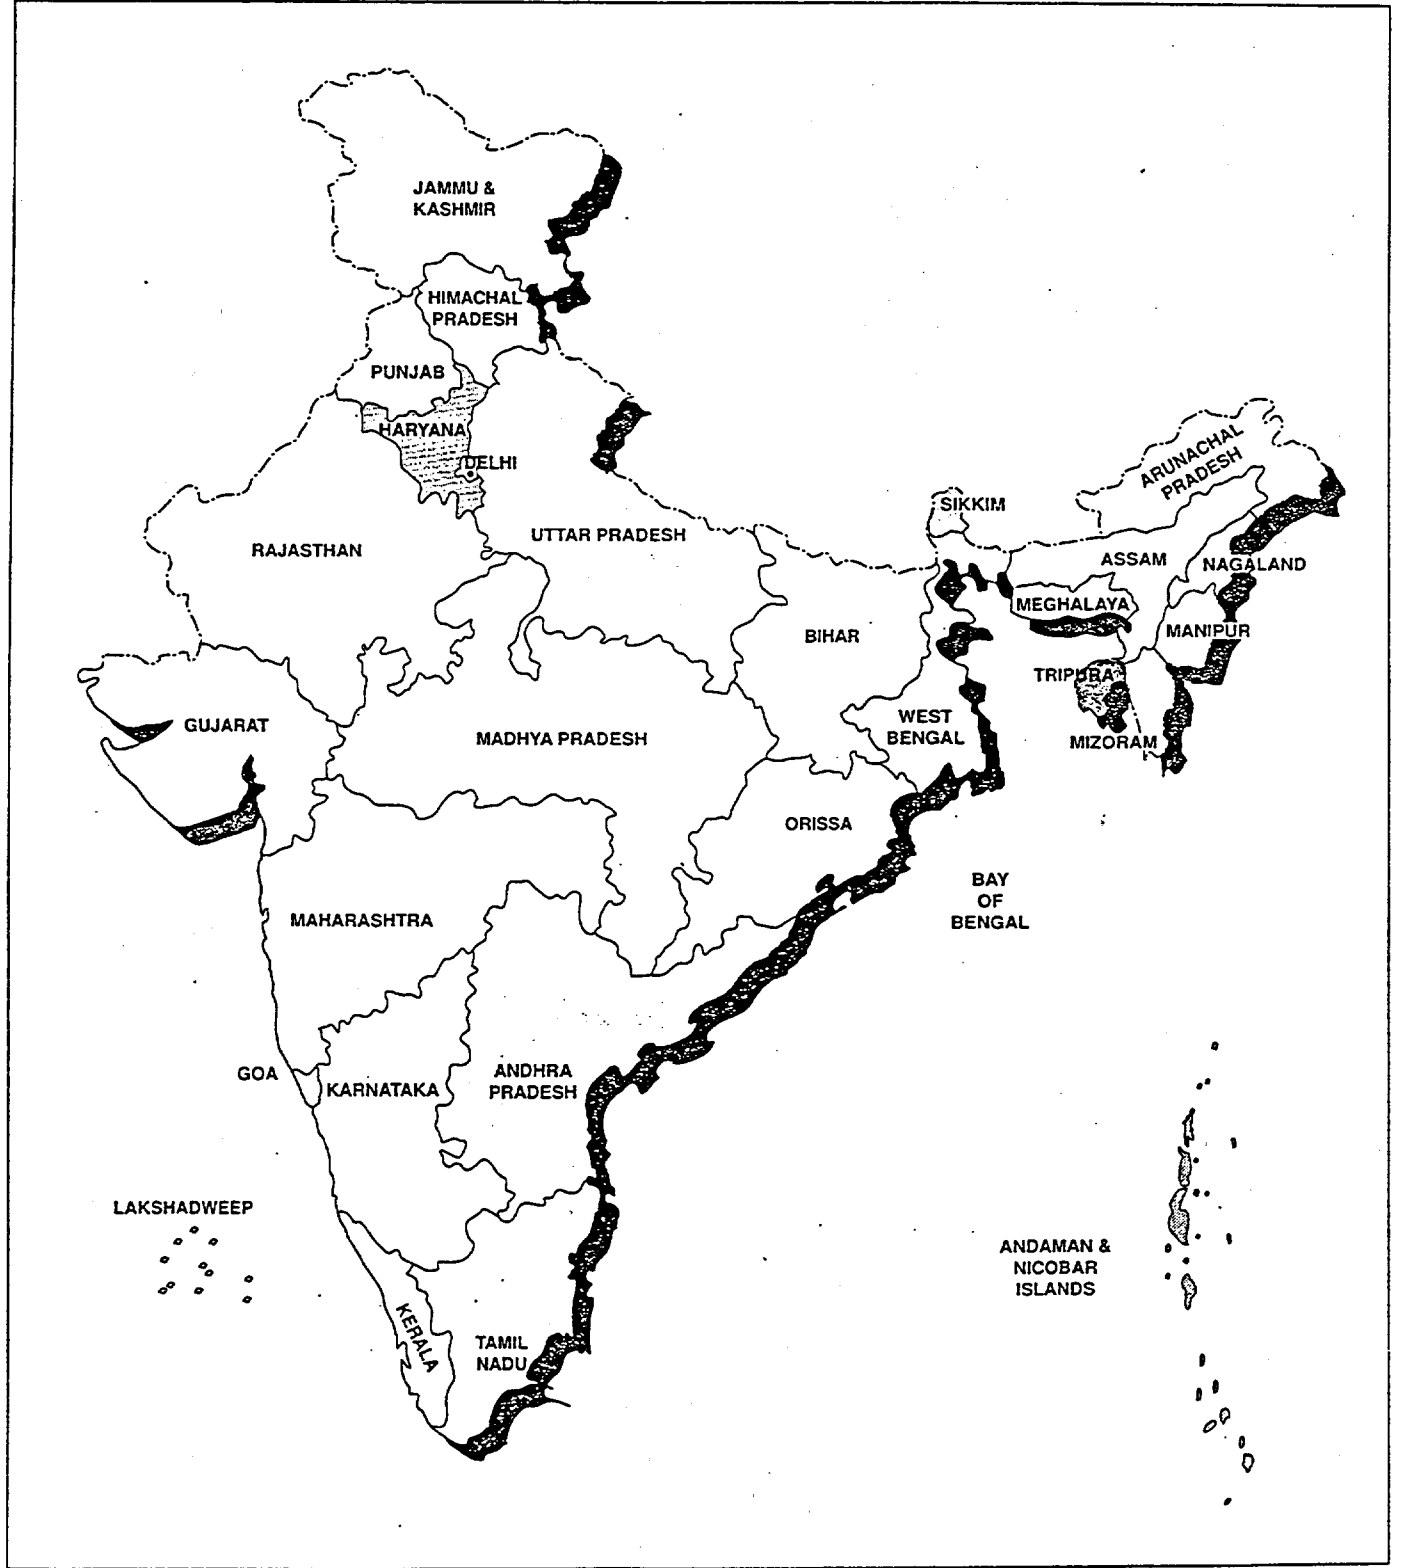 JAMMU &
KASHMIR
HIMACHAL
PRADESH
PUNJAB
HARYANA
DELHI
ARUNACHAL
PRADESH
SIKKIM
UTTAR PRADESH
RAJASTHAN
ASSAM
NAGALAND
MEGHALAYA
BIHAR
MANIPUR
TRIPURA
GUJARAT
WEST
BENGAL
MADHYA PRADESH
MIZORAM
ORISSA
BAY
OF
BENGAL
MAHARASHTRA
GOA
KARNATAKA
ANDHRA
PRADESH
LAKSHADWEEP
ANDAMAN &
NICOBAR
ISLANDS
KERALA
TAMIL
NADU